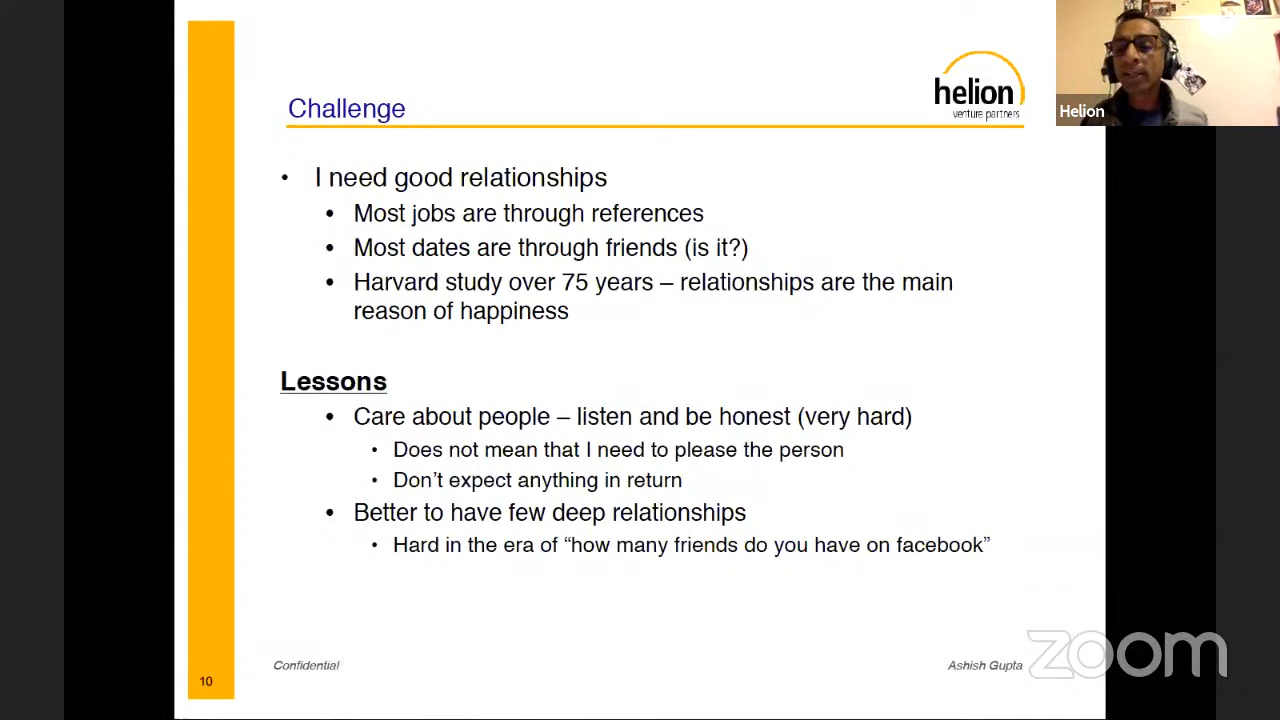 helion
venture partners
Helion
Challenge
• I need good relationships
• Most jobs are through references
• Most dates are through friends (is it?)
• Harvard study over 75 years – relationships are the main
reason of happiness
Lessons
• Care about people – listen and be honest (very hard)
• Does not mean that I need to please the person
• Don’t expect anything in return
• Better to have few deep relationships
• Hard in the era of “how many friends do you have on facebook”
Confidential
Ashish Gupta
zoom
10